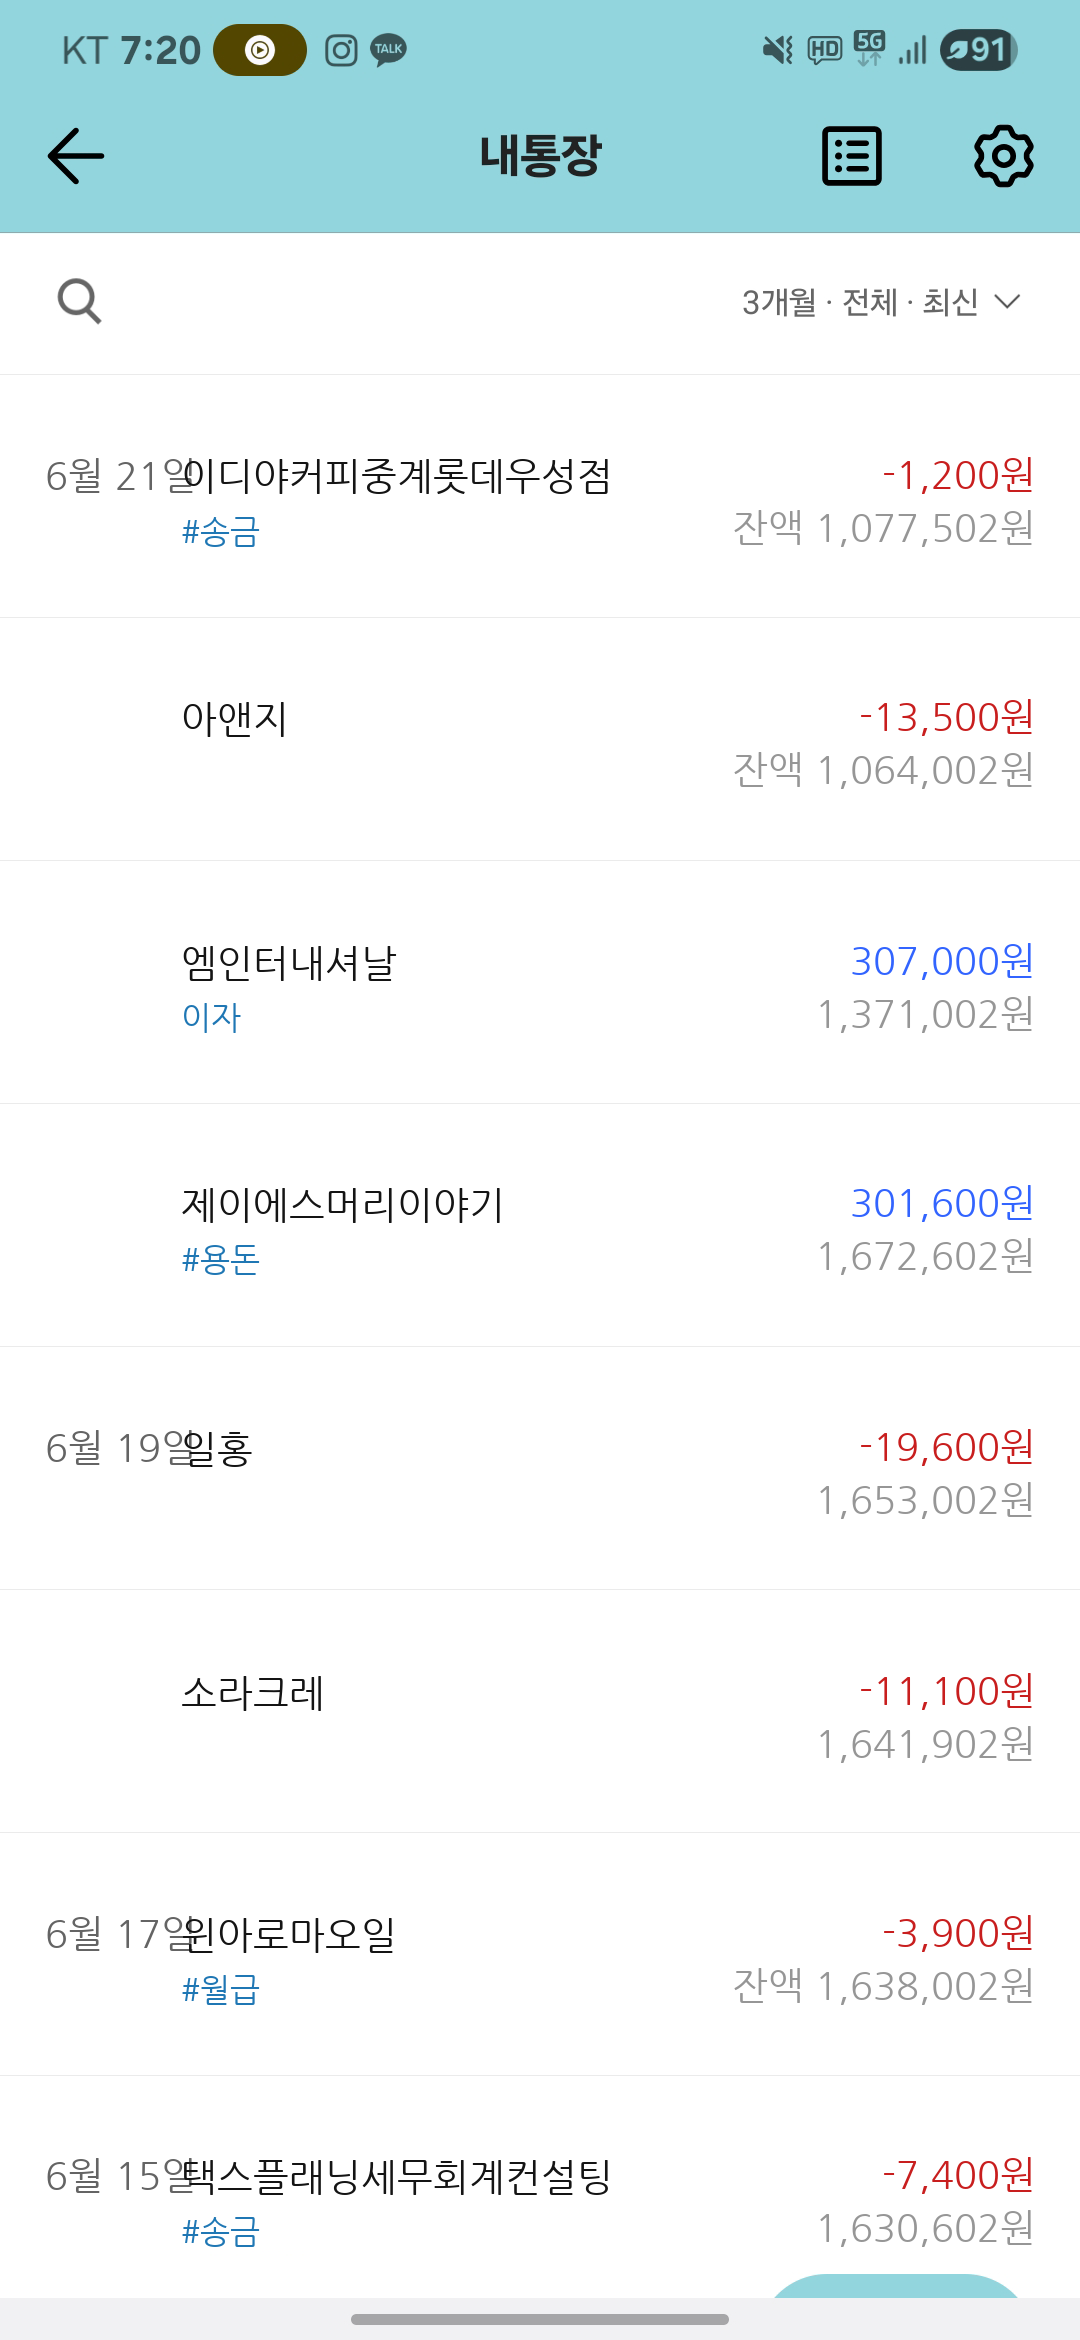 KT 7:20 TALK HD 5G 91
내통장
3개월 · 전체 · 최신
6월 21일 이디야커피중계롯데우성점 -1,200원
#송금 잔액 1,077,502원
아앤지 -13,500원
잔액 1,064,002원
엠인터내셔날 307,000원
이자 1,371,002원
제이에스머리이야기 301,600원
#용돈 1,672,602원
6월 19일 일홍 -19,600원
1,653,002원
소라크레 -11,100원
1,641,902원
6월 17일 윈아로마오일 -3,900원
#월급 잔액 1,638,002원
6월 15일 택스플래닝세무회계컨설팅 -7,400원
#송금 1,630,602원